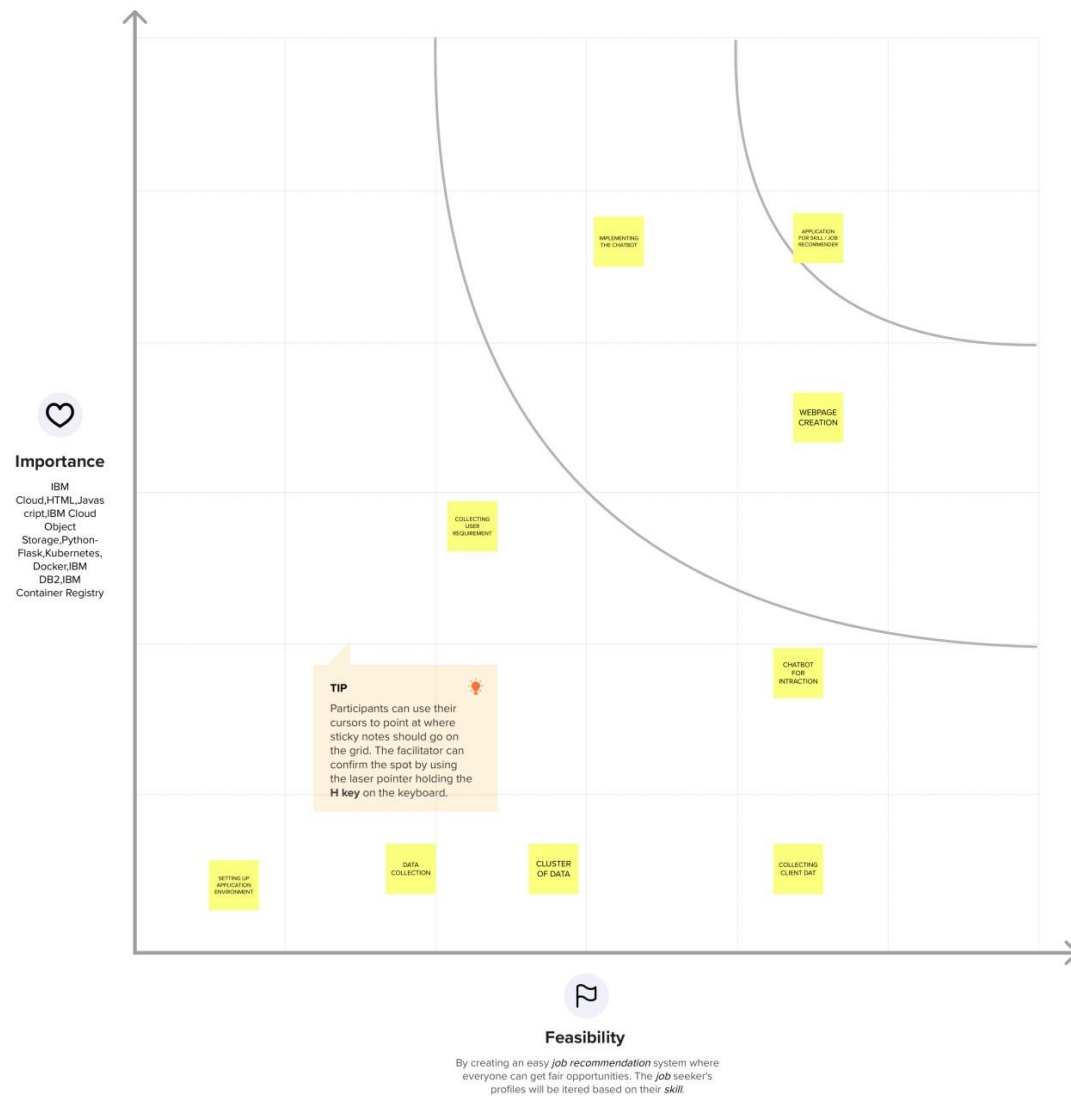 IMPLEMENTING
THE CHATBOT
APPLICATION
FOR SKILL / JOB
RECOMMENDER
WEBPAGE
CREATION
Importance
IBM
Cloud,HTML,Javas
cript,IBM Cloud
Object
Storage,Python-
Flask,Kubernetes,
Docker,IBM
DB2,IBM
Container Registry
COLLECTING
USER
REQUIREMENT
TIP
Participants can use their
cursors to point at where
sticky notes should go on
the grid. The facilitator can
confirm the spot by using
the laser pointer holding the
H key on the keyboard.
CHATBOT
FOR
INTRACTION
SETTING UP
APPLICATION
ENVIRONMENT
DATA
COLLECTION
CLUSTER
OF DATA
COLLECTING
CLIENT DAT
Feasibility
By creating an easy job recommendation system where
everyone can get fair opportunities. The job seeker's
profiles will be itered based on their skill.